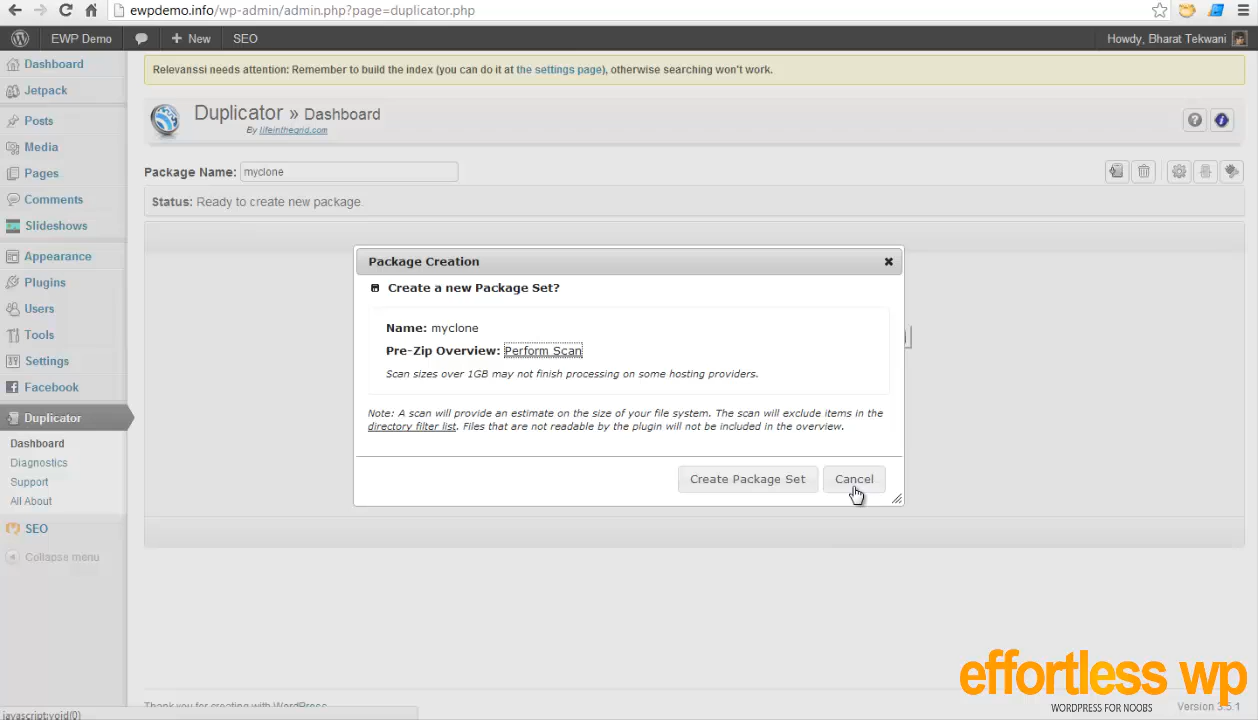 ewpdemo.info/wp-admin/admin.php?page=duplicator.php
EWP Demo
New
SEO
Howdy, Bharat Tekwani
Dashboard
Jetpack
Posts
Media
Pages
Comments
Slideshows
Appearance
Plugins
Users
Tools
Settings
Facebook
Duplicator
Dashboard
Diagnostics
Support
All About
SEO
Collapse menu
Relevanssi needs attention: Remember to build the index (you can do it at the settings page), otherwise searching won't work.
Duplicator » Dashboard
By lifeinthegrid.com
Package Name: myclone
Status: Ready to create new package.
Package Creation
Create a new Package Set?
Name: myclone
Pre-Zip Overview: Perform Scan
Scan sizes over 1GB may not finish processing on some hosting providers.
Note: A scan will provide an estimate on the size of your file system. The scan will exclude items in the
directory filter list. Files that are not readable by the plugin will not be included in the overview.
Create Package Set
Cancel
effortless wp
WORDPRESS FOR NOOBS
Version 3.5.1
Thank you for creating with WordPress
javascript:void(0)